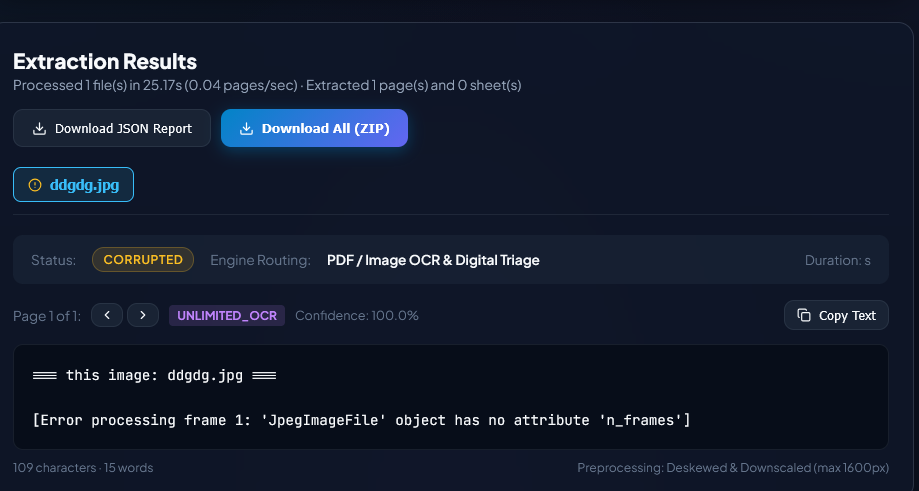 Extraction Results
Processed 1 file(s) in 25.17s (0.04 pages/sec) · Extracted 1 page(s) and 0 sheet(s)
Download JSON Report
Download All (ZIP)
ddgdg.jpg
Status: CORRUPTED Engine Routing: PDF / Image OCR & Digital Triage Duration: s
Page 1 of 1: UNLIMITED_OCR Confidence: 100.0% Copy Text
=== this image: ddgdg.jpg ===
[Error processing frame 1: 'JpegImageFile' object has no attribute 'n_frames']
109 characters · 15 words
Preprocessing: Deskewed & Downscaled (max 1600px)